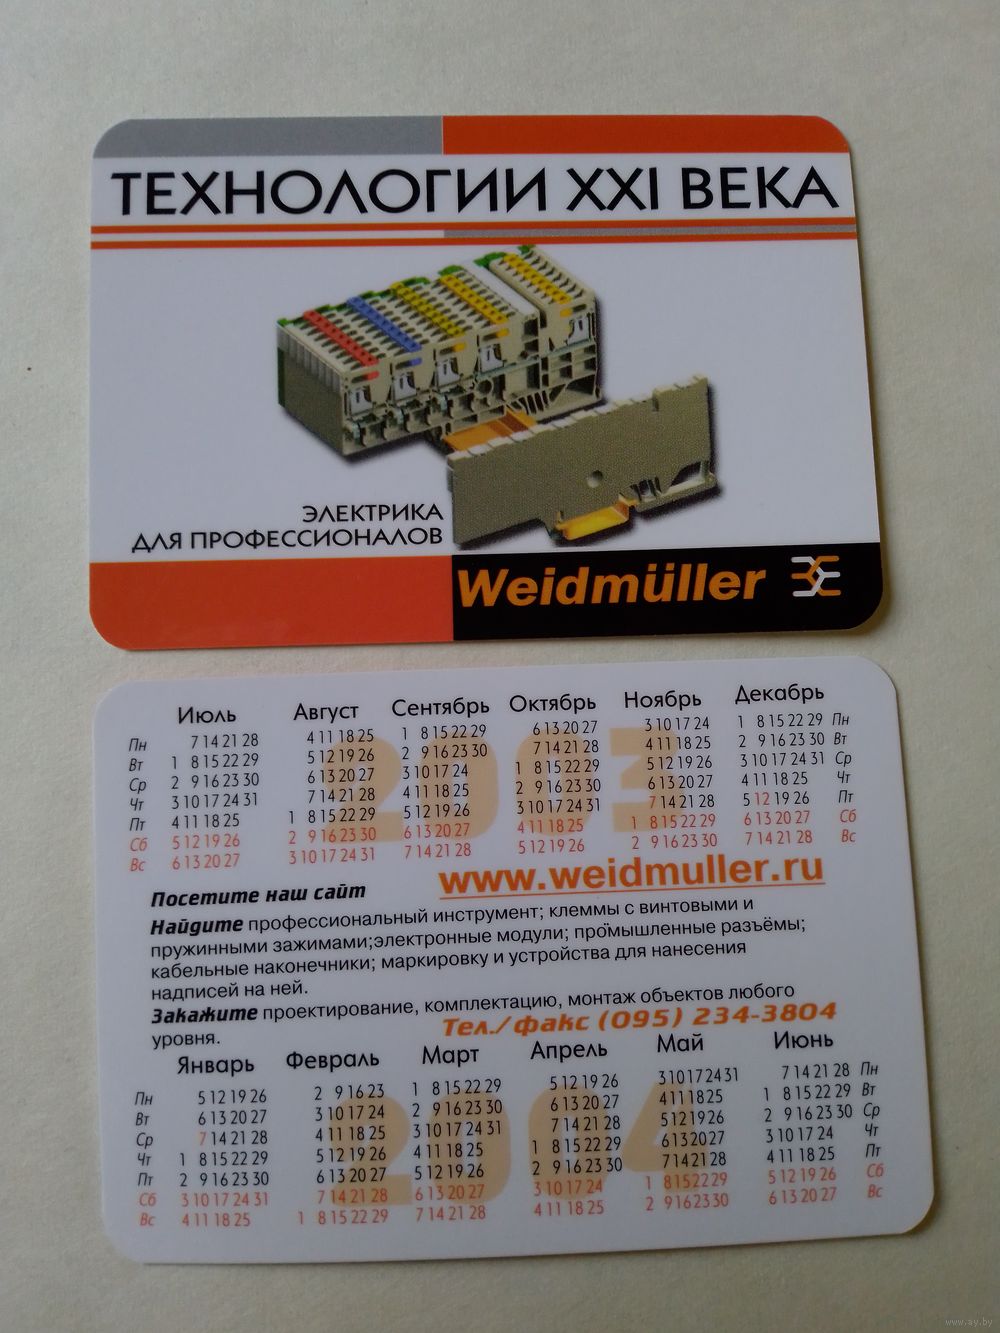 ТЕХНОЛОГИИ XXI ВЕКА
ЭЛЕКТРИКА
ДЛЯ ПРОФЕССИОНАЛОВ
Weidmüller
Июль Август Сентябрь Октябрь Ноябрь Декабрь
2003
Пн 7 14 21 28 4 11 18 25 1 8 15 22 29 6 13 20 27 3 10 17 24 1 8 15 22 29 Пн
Вт 1 8 15 22 29 5 12 19 26 2 9 16 23 30 7 14 21 28 4 11 18 25 2 9 16 23 30 Вт
Ср 2 9 16 23 30 6 13 20 27 3 10 17 24 1 8 15 22 29 5 12 19 26 3 10 17 24 31 Ср
Чт 3 10 17 24 31 7 14 21 28 4 11 18 25 2 9 16 23 30 6 13 20 27 4 11 18 25 Чт
Пт 4 11 18 25 1 8 15 22 29 5 12 19 26 3 10 17 24 31 7 14 21 28 5 12 19 26 Пт
Сб 5 12 19 26 2 9 16 23 30 6 13 20 27 4 11 18 25 1 8 15 22 29 6 13 20 27 Сб
Вс 6 13 20 27 3 10 17 24 31 7 14 21 28 5 12 19 26 2 9 16 23 30 7 14 21 28 Вс
Посетите наш сайт www.weidmuller.ru
Найдите профессиональный инструмент; клеммы с винтовыми и
пружинными зажимами;электронные модули; промышленные разъёмы;
кабельные наконечники; маркировку и устройства для нанесения
надписей на ней.
Закажите проектирование, комплектацию, монтаж объектов любого
уровня. Тел./факс (095) 234-3804
Январь Февраль Март Апрель Май Июнь
2004
Пн 5 12 19 26 2 9 16 23 1 8 15 22 29 5 12 19 26 3 10 17 24 31 7 14 21 28 Пн
Вт 6 13 20 27 3 10 17 24 2 9 16 23 30 6 13 20 27 4 11 18 25 1 8 15 22 29 Вт
Ср 7 14 21 28 4 11 18 25 3 10 17 24 31 7 14 21 28 5 12 19 26 2 9 16 23 30 Ср
Чт 1 8 15 22 29 5 12 19 26 4 11 18 25 1 8 15 22 29 6 13 20 27 3 10 17 24 Чт
Пт 2 9 16 23 30 6 13 20 27 5 12 19 26 2 9 16 23 30 7 14 21 28 4 11 18 25 Пт
Сб 3 10 17 24 31 7 14 21 28 6 13 20 27 3 10 17 24 1 8 15 22 29 5 12 19 26 Сб
Вс 4 11 18 25 1 8 15 22 29 7 14 21 28 4 11 18 25 2 9 16 23 30 6 13 20 27 Вс
www.ay.by